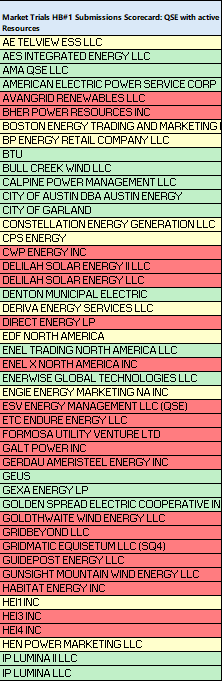 Market Trials HB#1 Submissions Scorecard: QSE with active
Resources
AE TELVIEW ESS LLC
AES INTEGRATED ENERGY LLC
AMA QSE LLC
AMERICAN ELECTRIC POWER SERVICE CORP
AVANGRID RENEWABLES LLC
BHER POWER RESOURCES INC
BOSTON ENERGY TRADING AND MARKETING
BP ENERGY RETAIL COMPANY LLC
BTU
BULL CREEK WIND LLC
CALPINE POWER MANAGEMENT LLC
CITY OF AUSTIN DBA AUSTIN ENERGY
CITY OF GARLAND
CONSTELLATION ENERGY GENERATION LLC
CPS ENERGY
CWP ENERGY INC
DELILAH SOLAR ENERGY II LLC
DELILAH SOLAR ENERGY LLC
DENTON MUNICIPAL ELECTRIC
DERIVA ENERGY SERVICES LLC
DIRECT ENERGY LP
EDF NORTH AMERICA
ENEL TRADING NORTH AMERICA LLC
ENEL X NORTH AMERICA INC
ENERWISE GLOBAL TECHNOLOGIES LLC
ENGIE ENERGY MARKETING NA INC
ESV ENERGY MANAGEMENT LLC (QSE)
ETC ENDURE ENERGY LLC
FORMOSA UTILITY VENTURE LTD
GALT POWER INC
GERDAU AMERISTEEL ENERGY INC
GEUS
GEXA ENERGY LP
GOLDEN SPREAD ELECTRIC COOPERATIVE IN
GOLDTHWAITE WIND ENERGY LLC
GRIDBEYOND LLC
GRIDMATIC EQUISETUM LLC (SQ4)
GUIDEPOST ENERGY LLC
GUNSIGHT MOUNTAIN WIND ENERGY LLC
HABITAT ENERGY INC
HEI1 INC
HEI3 INC
HEI4 INC
HEN POWER MARKETING LLC
IP LUMINA II LLC
IP LUMINA LLC